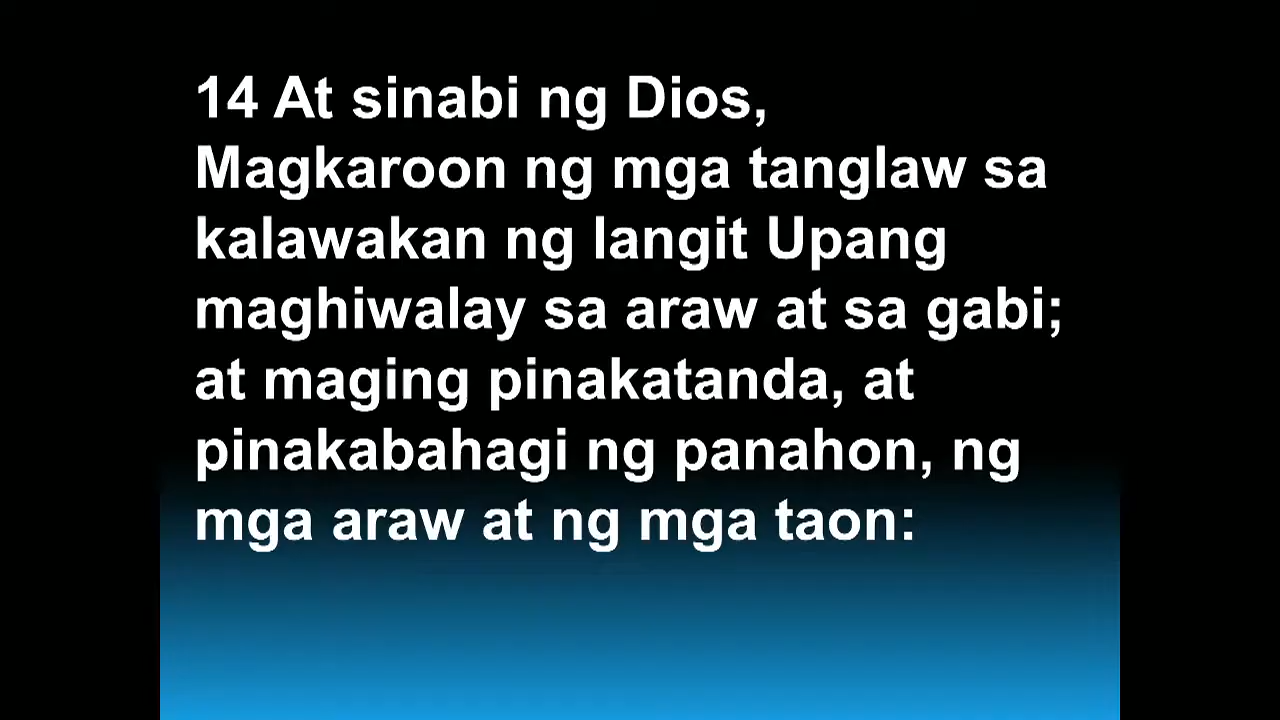 14 At sinabi ng Dios,
Magkaroon ng mga tanglaw sa
kalawakan ng langit Upang
maghiwalay sa araw at sa gabi;
at maging pinakatanda, at
pinakabahagi ng panahon, ng
mga araw at ng mga taon: